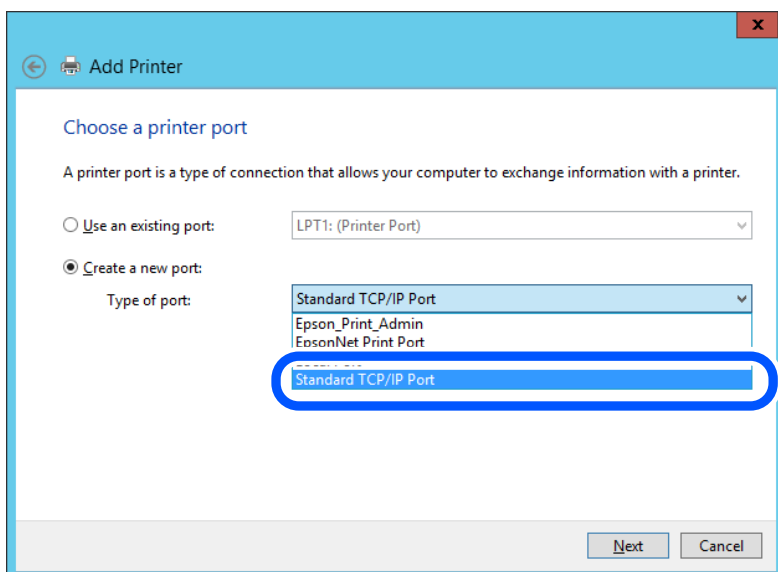 x
Add Printer
Choose a printer port
A printer port is a type of connection that allows your computer to exchange information with a printer.
Use an existing port: LPT1: (Printer Port)
Create a new port:
Type of port: Standard TCP/IP Port
Epson_Print_Admin
EpsonNet Print Port
Standard TCP/IP Port
Next Cancel